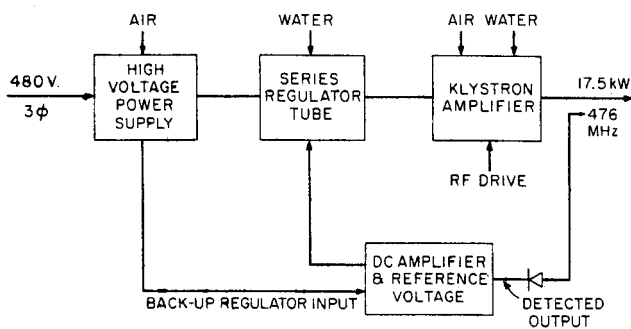 AIR
WATER
AIR WATER
480 V.
3ϕ
HIGH
VOLTAGE
POWER
SUPPLY
SERIES
REGULATOR
TUBE
KLYSTRON
AMPLIFIER
17.5 kW
476
MHz
RF DRIVE
DC AMPLIFIER
& REFERENCE
VOLTAGE
BACK-UP REGULATOR INPUT
DETECTED
OUTPUT